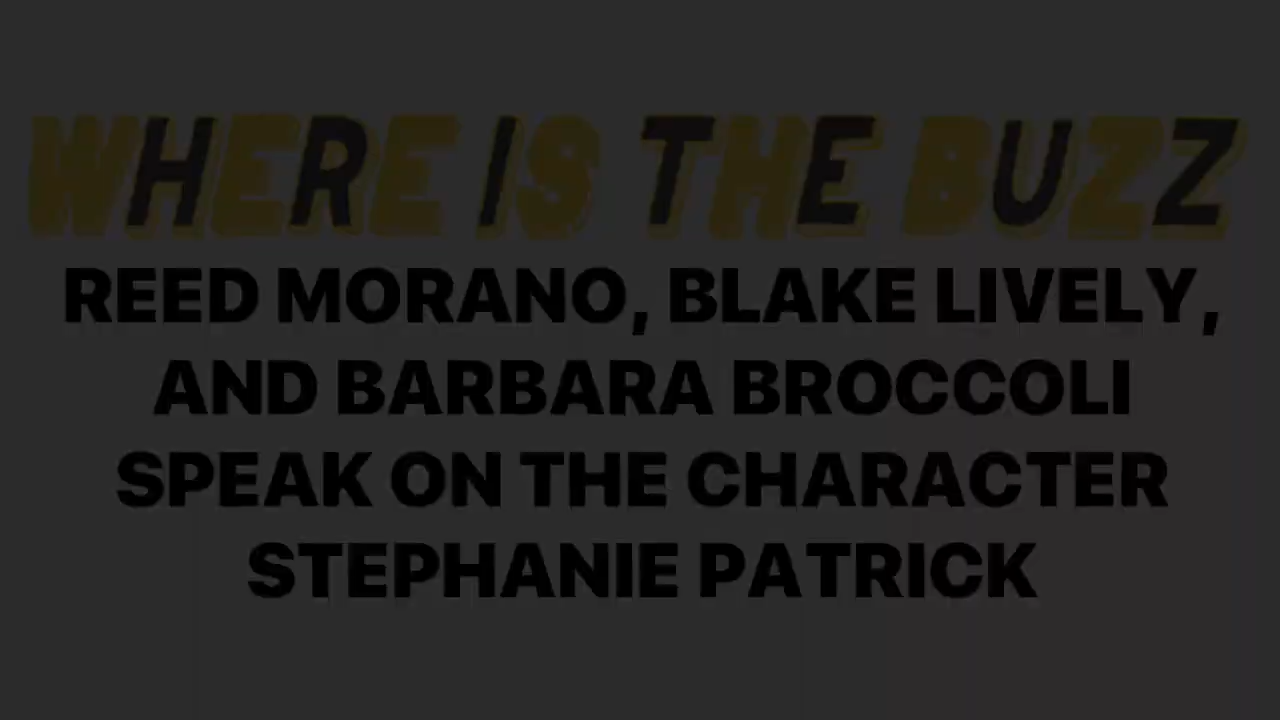 WHERE IS THE BUZZ
REED MORANO, BLAKE LIVELY,
AND BARBARA BROCCOLI
SPEAK ON THE CHARACTER
STEPHANIE PATRICK